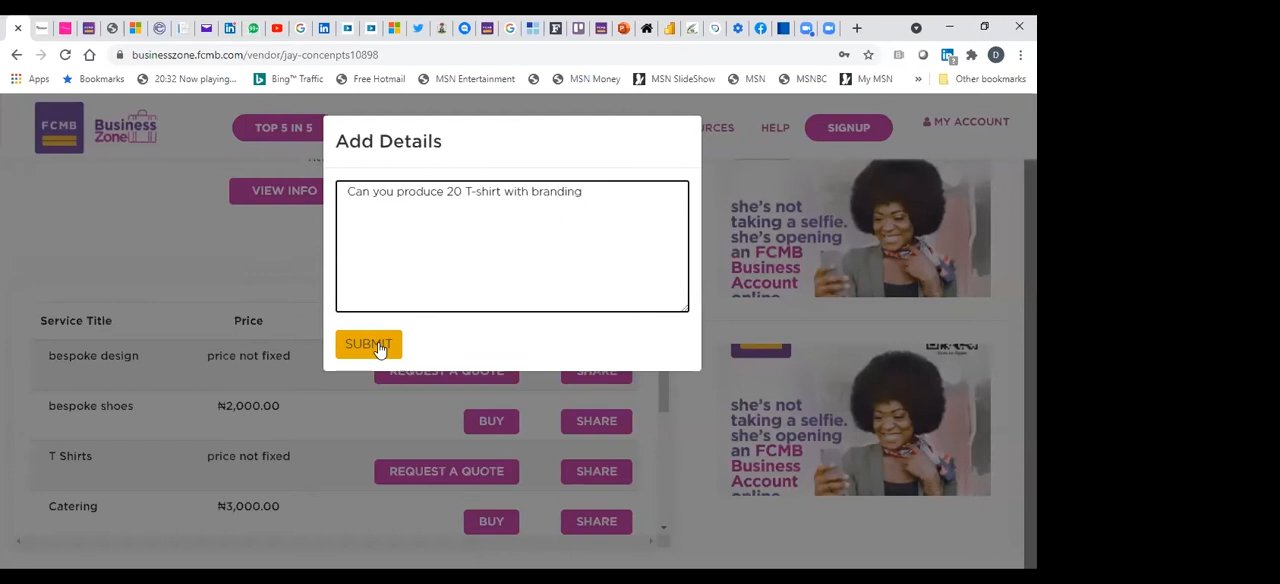 businesszone.fcmb.com/vendor/jay-concenpts10898
D
Apps
Bookmarks
20:32 Now playing...
Bing™ Traffic
Free Hotmail
MSN Entertainment
MSN Money
MSN SlideShow
MSN
MSNBC
My MSN
»
Other bookmarks
FCMB
Business
Zone
TOP 5 IN 5
URCES
HELP
SIGNUP
MY ACCOUNT
VIEW INFO
Add Details
Can you produce 20 T-shirt with branding
SUBMIT
Service Title
Price
bespoke design
price not fixed
REQUEST A QUOTE
SHARE
bespoke shoes
₦2,000.00
BUY
SHARE
T Shirts
price not fixed
REQUEST A QUOTE
SHARE
Catering
₦3,000.00
BUY
SHARE
she's not
taking a selfie.
she's opening
an FCMB
Business
Account
online
she's not
taking a selfie.
she's opening
an FCMB
Business
Account
online